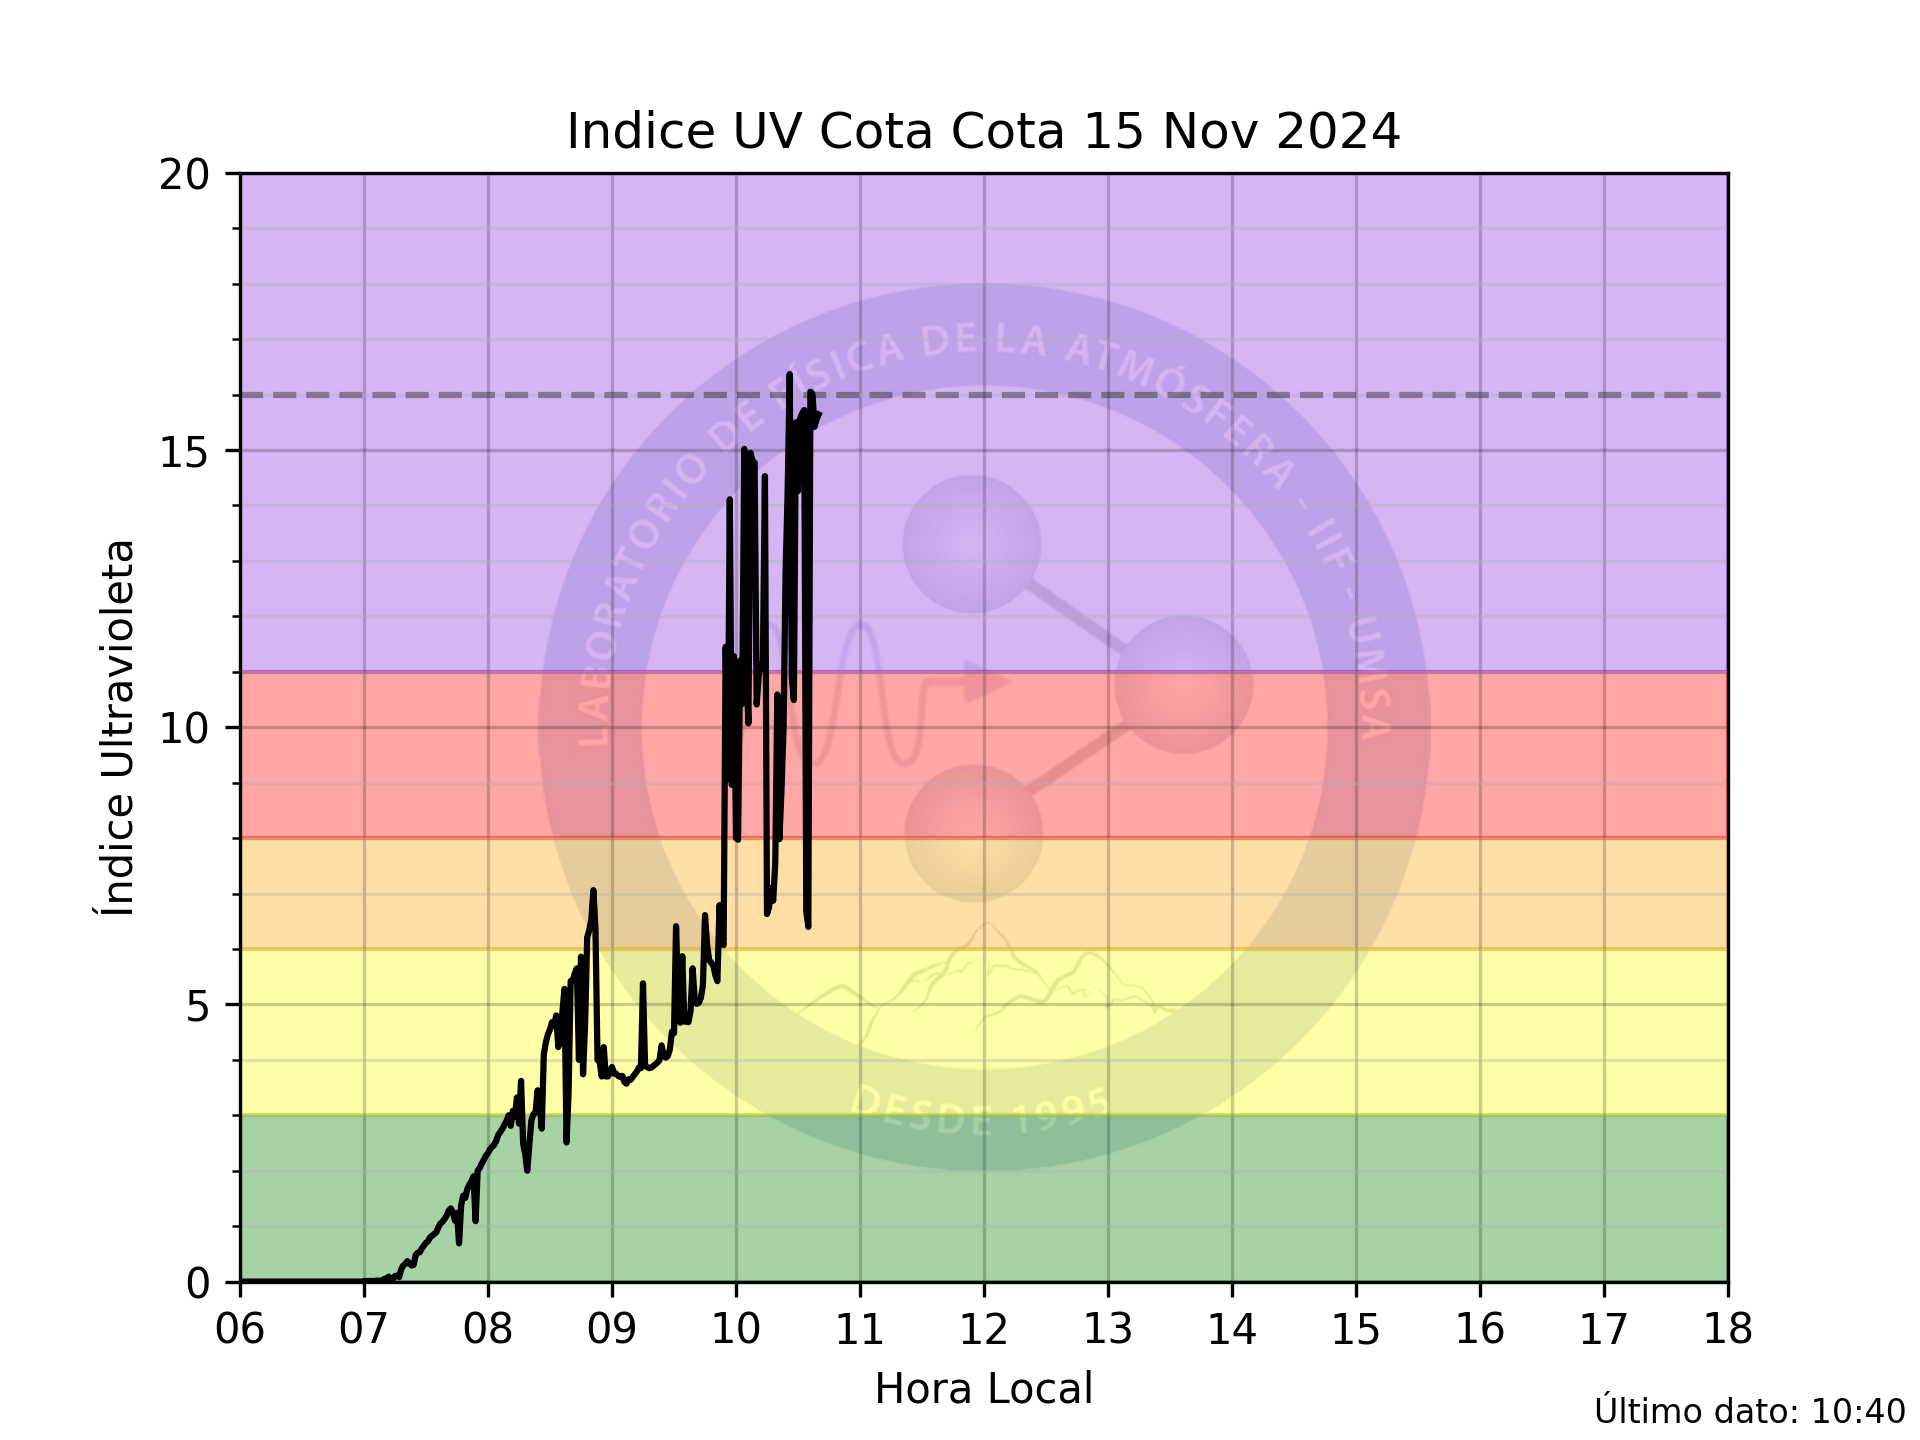 Indice UV Cota Cota 15 Nov 2024
20
15
10
5
0
Índice Ultravioleta
LABORATORIO DE FÍSICA DE LA ATMÓSFERA - IIF - UMSA
DESDE 1995
06 07 08 09 10 11 12 13 14 15 16 17 18
Hora Local
Último dato: 10:40